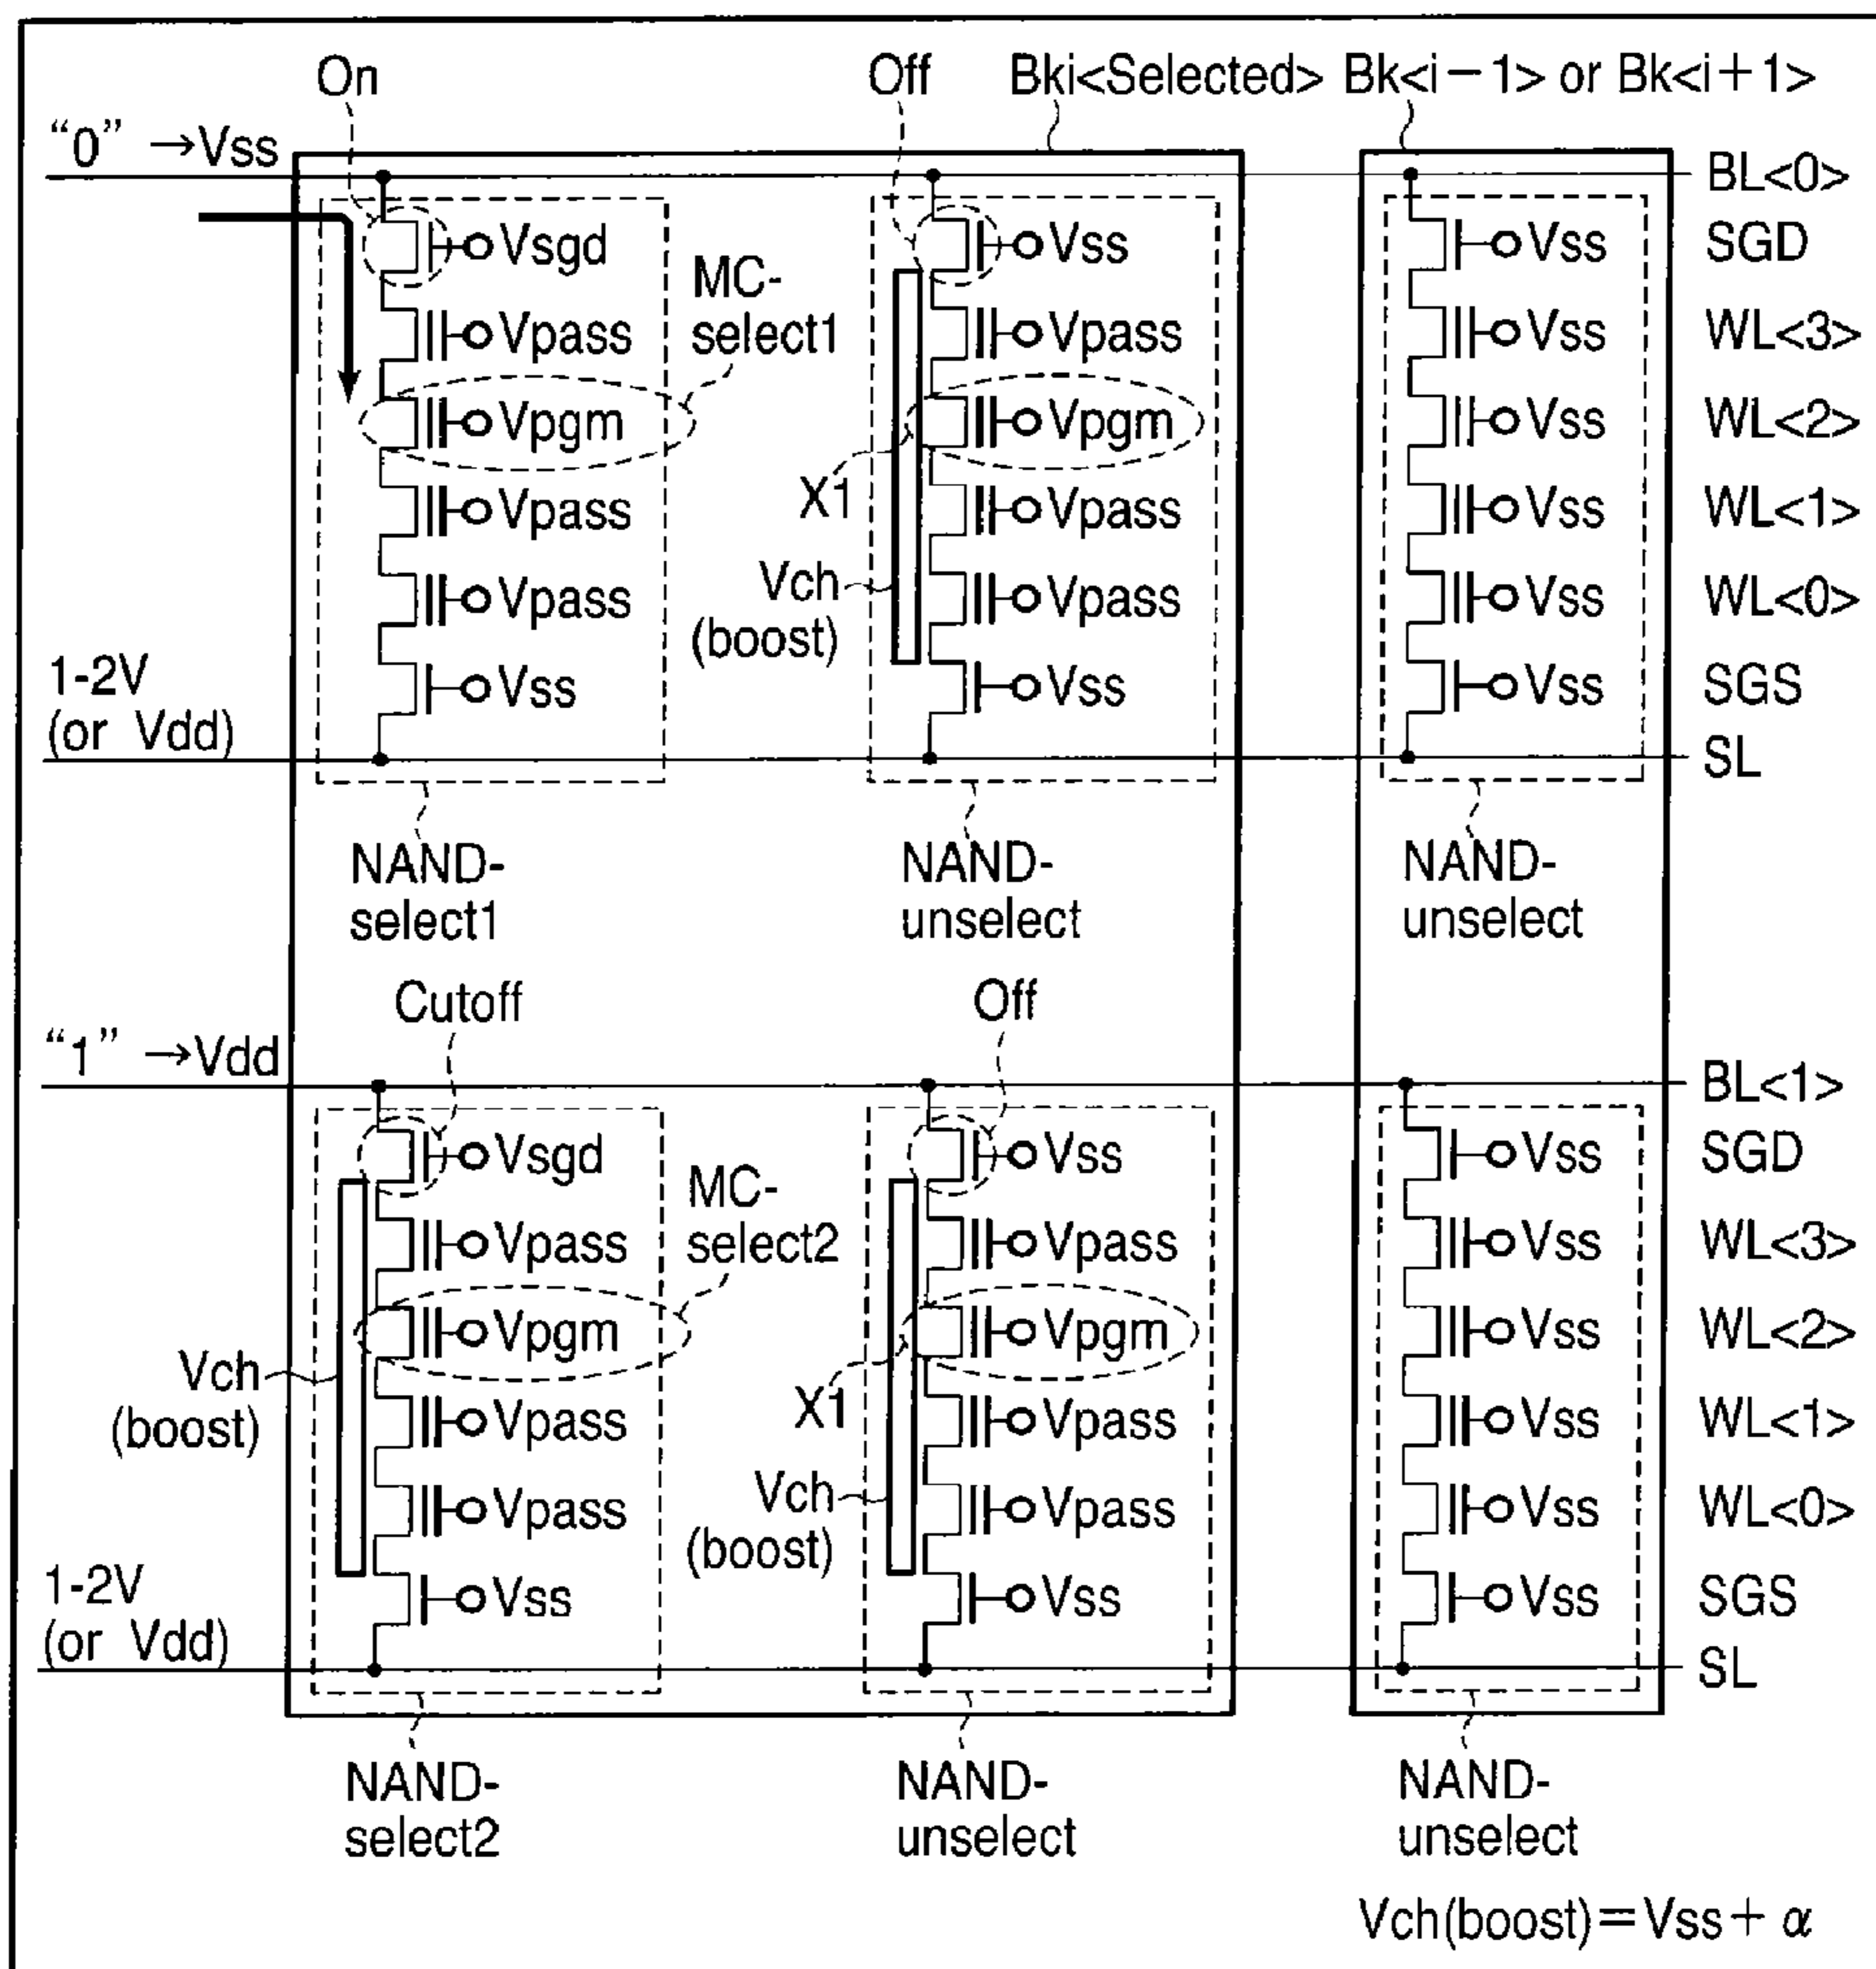 On
Off
Bki<Selected>
Bk<i−1> or Bk<i+1>
“0” →Vss
BL<0>
Vsgd
Vss
Vss
SGD
MC-
select1
Vpass
Vpass
Vss
WL<3>
Vpgm
Vpgm
Vss
WL<2>
X1
Vpass
Vpass
Vss
WL<1>
Vch
(boost)
Vpass
Vpass
Vss
WL<0>
1-2V
(or Vdd)
Vss
Vss
Vss
SGS
SL
NAND-
select1
NAND-
unselect
NAND-
unselect
Cutoff
Off
“1” →Vdd
BL<1>
Vsgd
Vss
Vss
SGD
MC-
select2
Vpass
Vpass
Vss
WL<3>
Vpgm
Vpgm
Vss
WL<2>
Vch
(boost)
X1
Vpass
Vpass
Vss
WL<1>
Vch
(boost)
Vpass
Vpass
Vss
WL<0>
1-2V
(or Vdd)
Vss
Vss
Vss
SGS
SL
NAND-
select2
NAND-
unselect
NAND-
unselect
Vch(boost)=Vss+ α